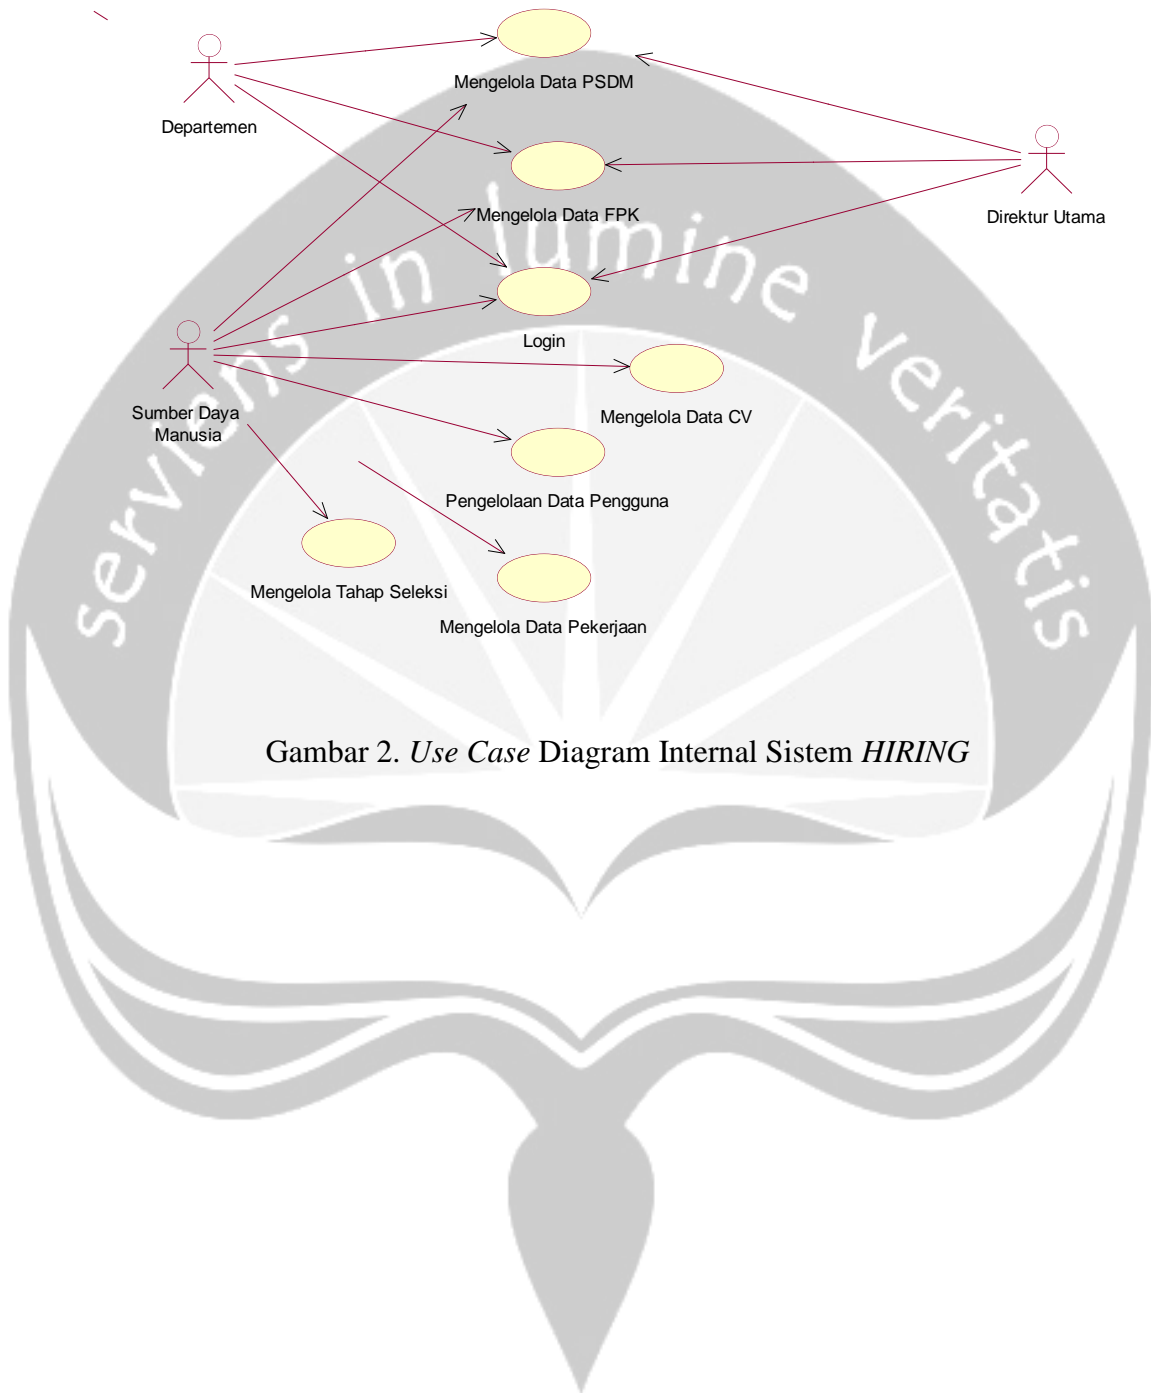 Mengelola Data PSDM
Departemen
Mengelola Data FPK
Direktur Utama
Login
Sumber Daya
Manusia
Mengelola Data CV
Pengelolaan Data Pengguna
Mengelola Tahap Seleksi
Mengelola Data Pekerjaan
serviens in lumine veritatis
Gambar 2. Use Case Diagram Internal Sistem HIRING